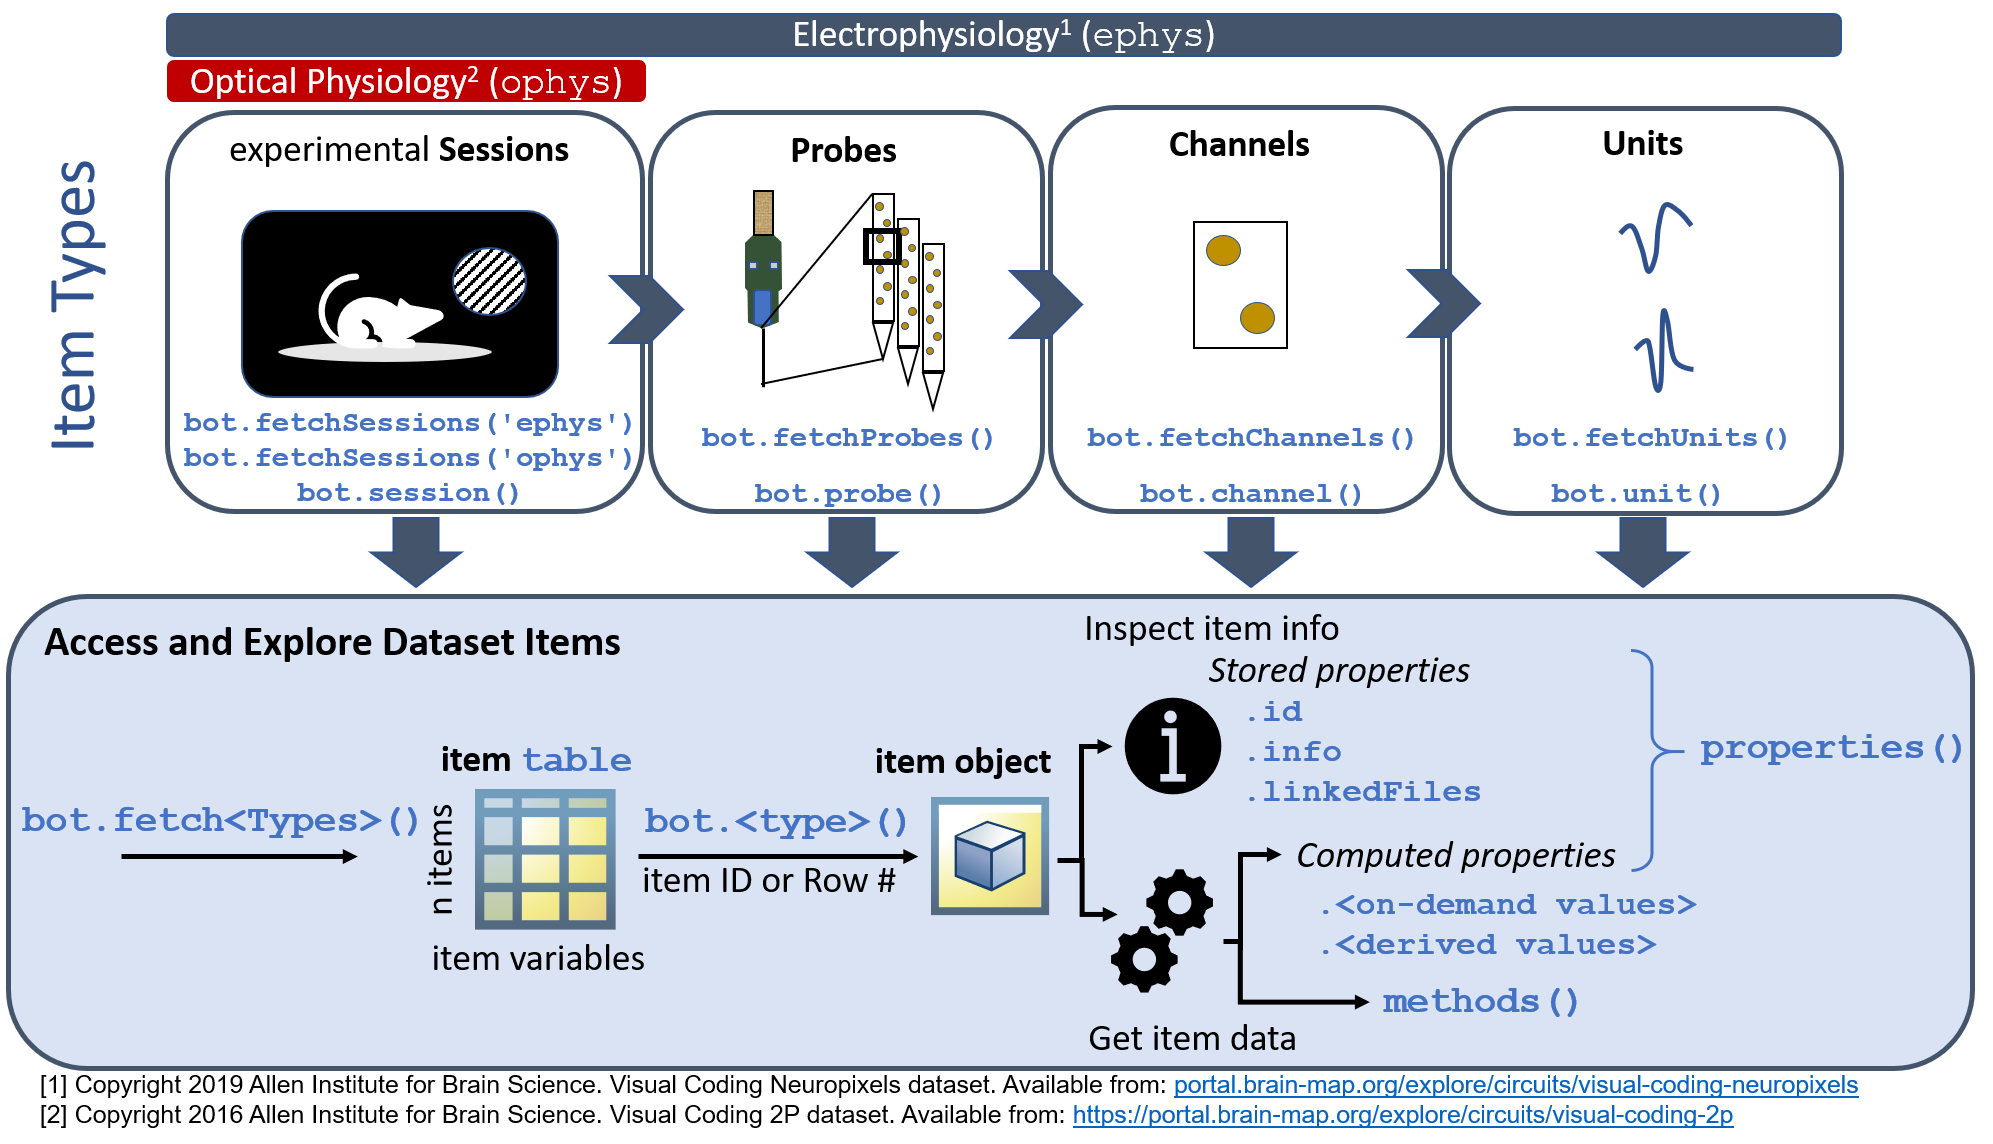 Electrophysiology¹ (ephys)
Optical Physiology² (ophys)
Item Types
experimental Sessions
bot.fetchSessions('ephys')
bot.fetchSessions('ophys')
bot.session()
Probes
bot.fetchProbes()
bot.probe()
Channels
bot.fetchChannels()
bot.channel()
Units
bot.fetchUnits()
bot.unit()
Access and Explore Dataset Items
bot.fetch<Types>()
item table
n items
item variables
bot.<type>()
item ID or Row #
item object
Inspect item info
Stored properties
i
.id
.info
.linkedFiles
properties()
Computed properties
.<on-demand values>
.<derived values>
methods()
Get item data
[1] Copyright 2019 Allen Institute for Brain Science. Visual Coding Neuropixels dataset. Available from: portal.brain-map.org/explore/circuits/visual-coding-neuropixels
[2] Copyright 2016 Allen Institute for Brain Science. Visual Coding 2P dataset. Available from: https://portal.brain-map.org/explore/circuits/visual-coding-2p